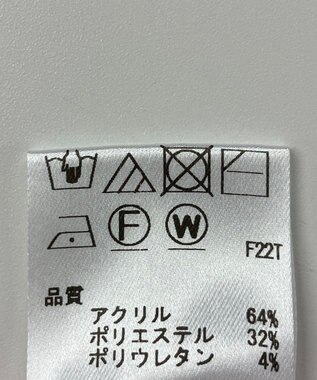 F W
F22T
品質
アクリル 64%
ポリエステル 32%
ポリウレタン 4%